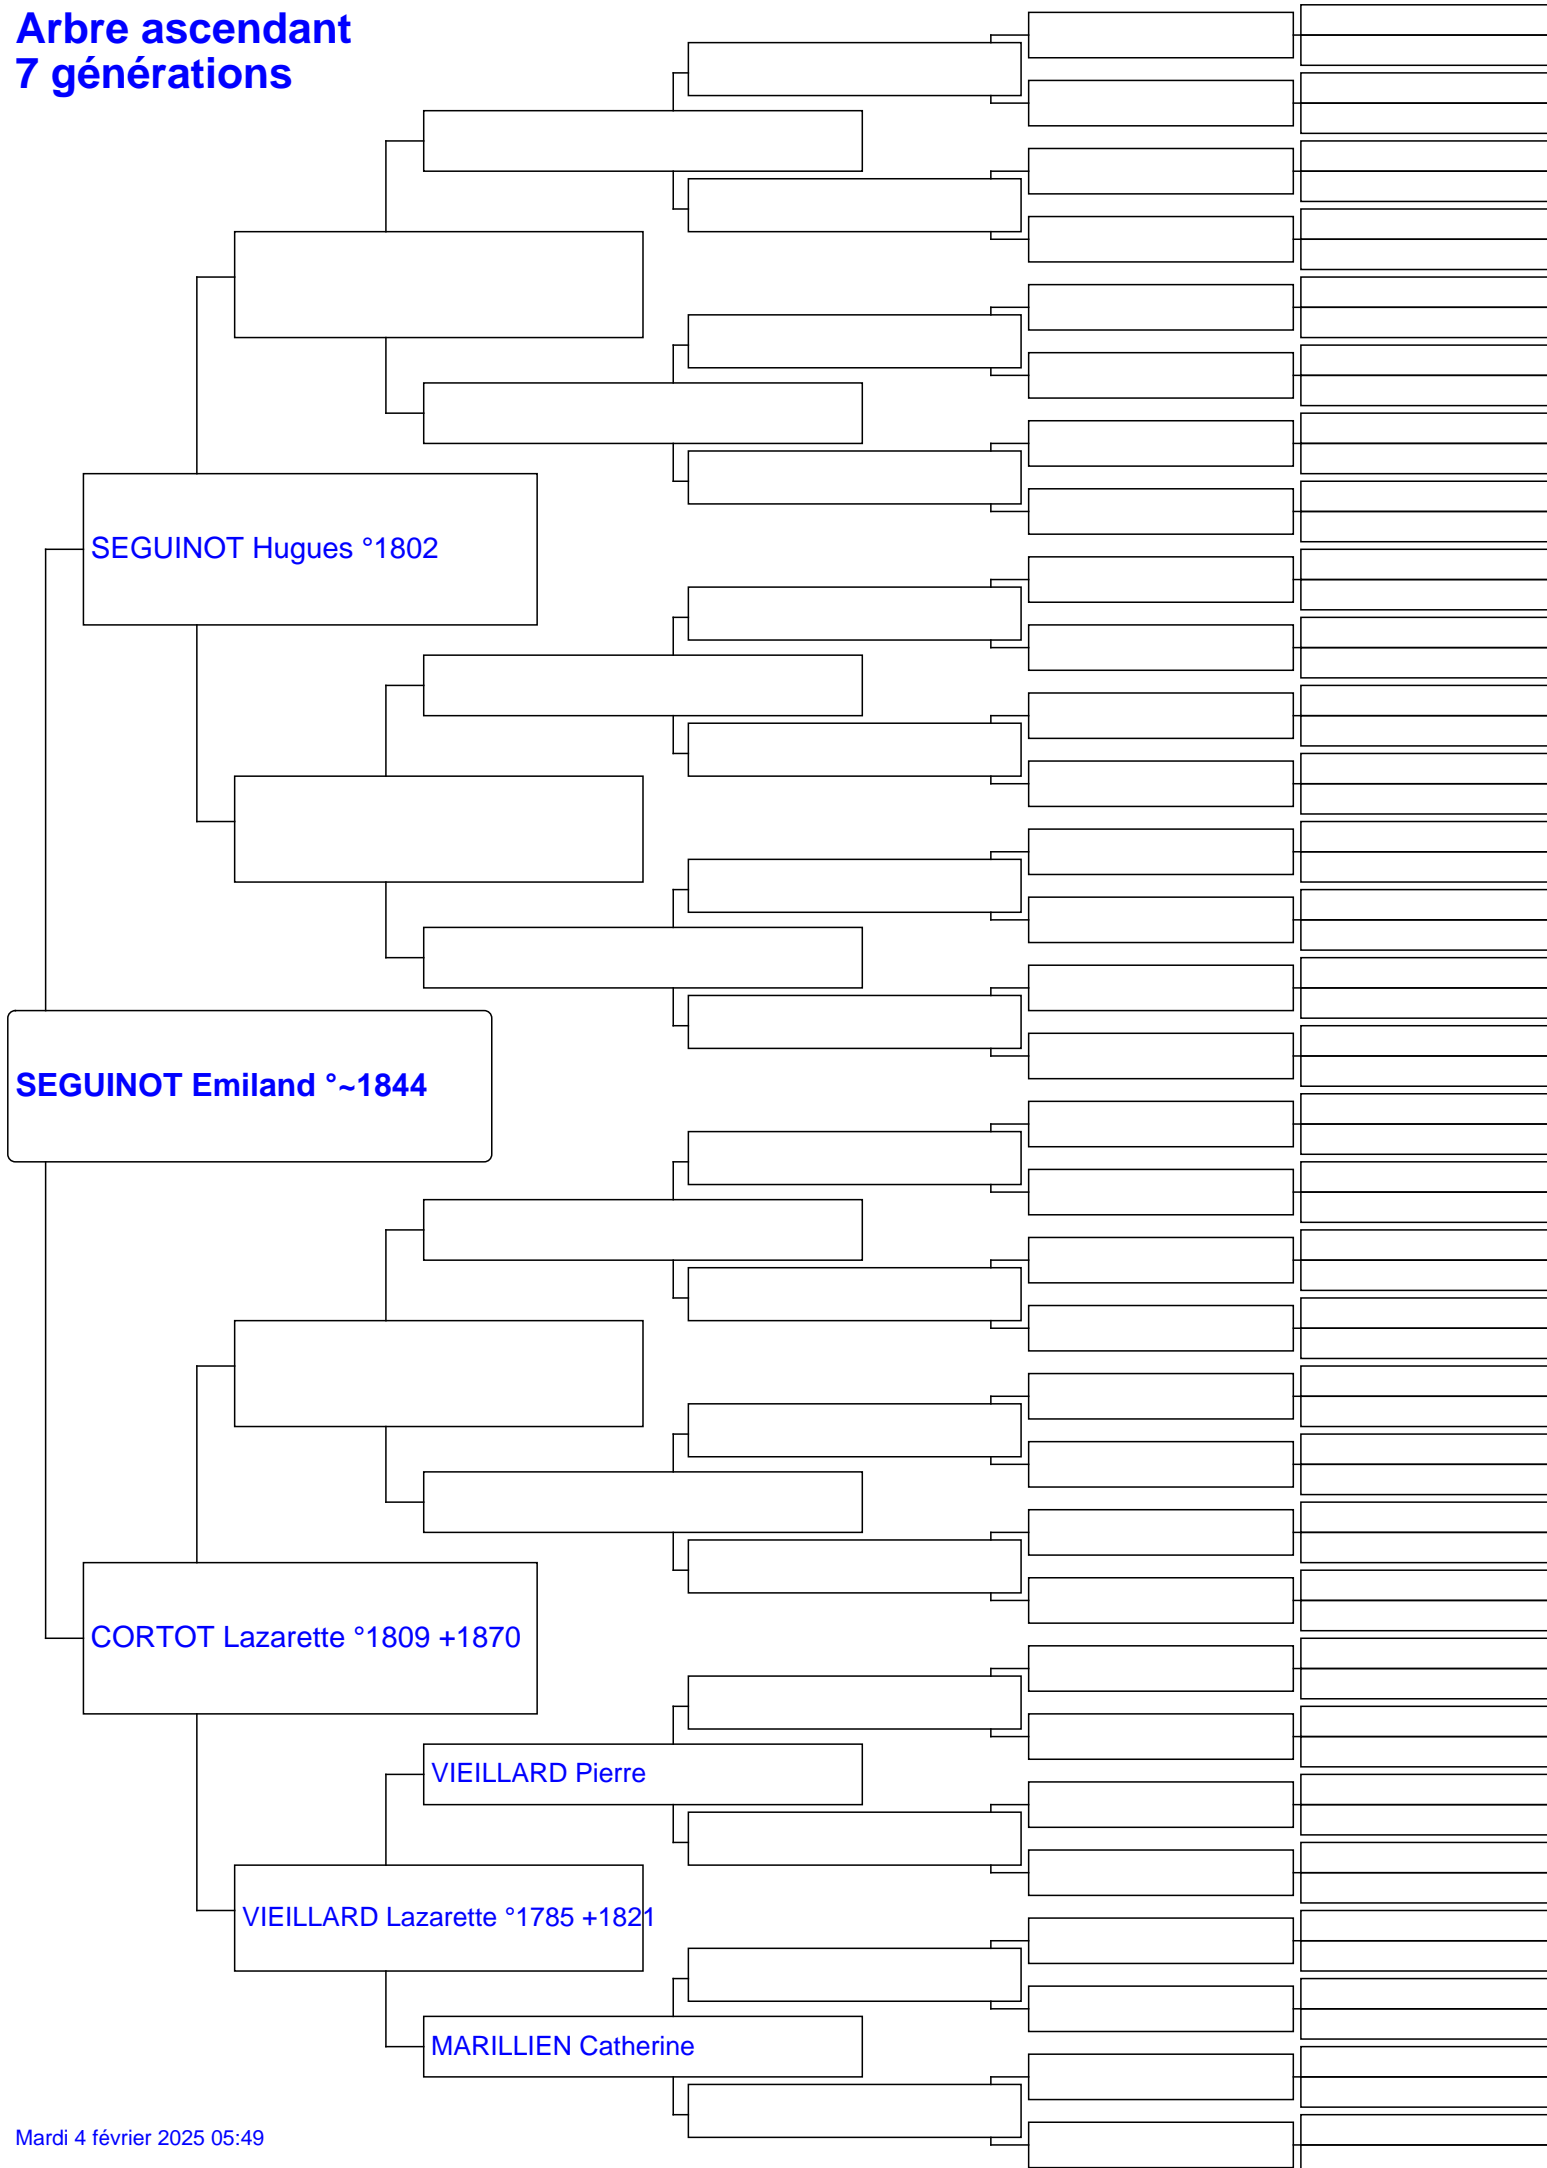 Arbre ascendant
7 générations
SEGUINOT Hugues °1802
SEGUINOT Emiland °~1844
CORTOT Lazarette °1809 +1870
VIEILLARD Pierre
VIEILLARD Lazarette °1785 +1821
MARILLIEN Catherine
Mardi 4 février 2025 05:49